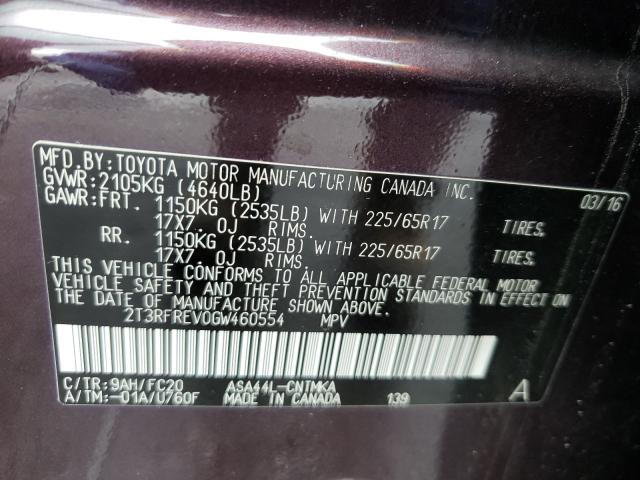 MFD.BY:TOYOTA MOTOR MANUFACTURING CANADA INC.
GVWR:2105KG (4640LB) 03/16
GAWR:FRT. 1150KG (2535LB) WITH 225/65R17 TIRES,
17X7. 0J RIMS.
RR. 1150KG (2535LB) WITH 225/65R17 TIRES,
17X7. 0J RIMS.
THIS VEHICLE CONFORMS TO ALL APPLICABLE FEDERAL MOTOR
VEHICLE SAFETY AND THEFT PREVENTION STANDARDS IN EFFECT ON
THE DATE OF MANUFACTURE SHOWN ABOVE.
2T3RFREV0GW460554 MPV
C/TR:9AH/FC20 ASA44L-CNTMKA A
A/TM:-01A/U760F MADE IN CANADA 139